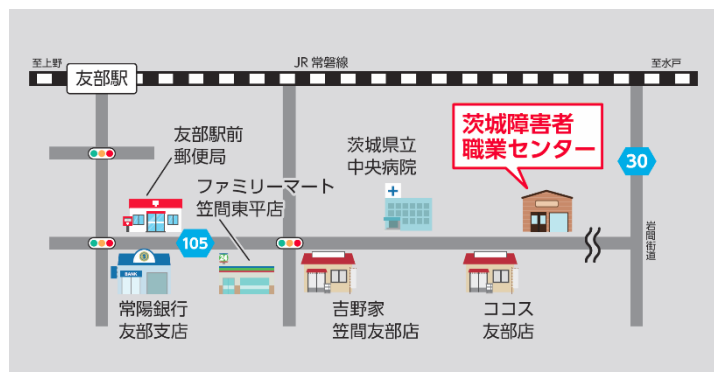 至上野
JR 常磐線
至水戸
友部駅
茨城障害者
職業センター
友部駅前
郵便局
茨城県立
中央病院
30
ファミリーマート
笠間東平店
105
岩間街道
24
BANK
常陽銀行
友部支店
吉野家
笠間友部店
ココス
友部店